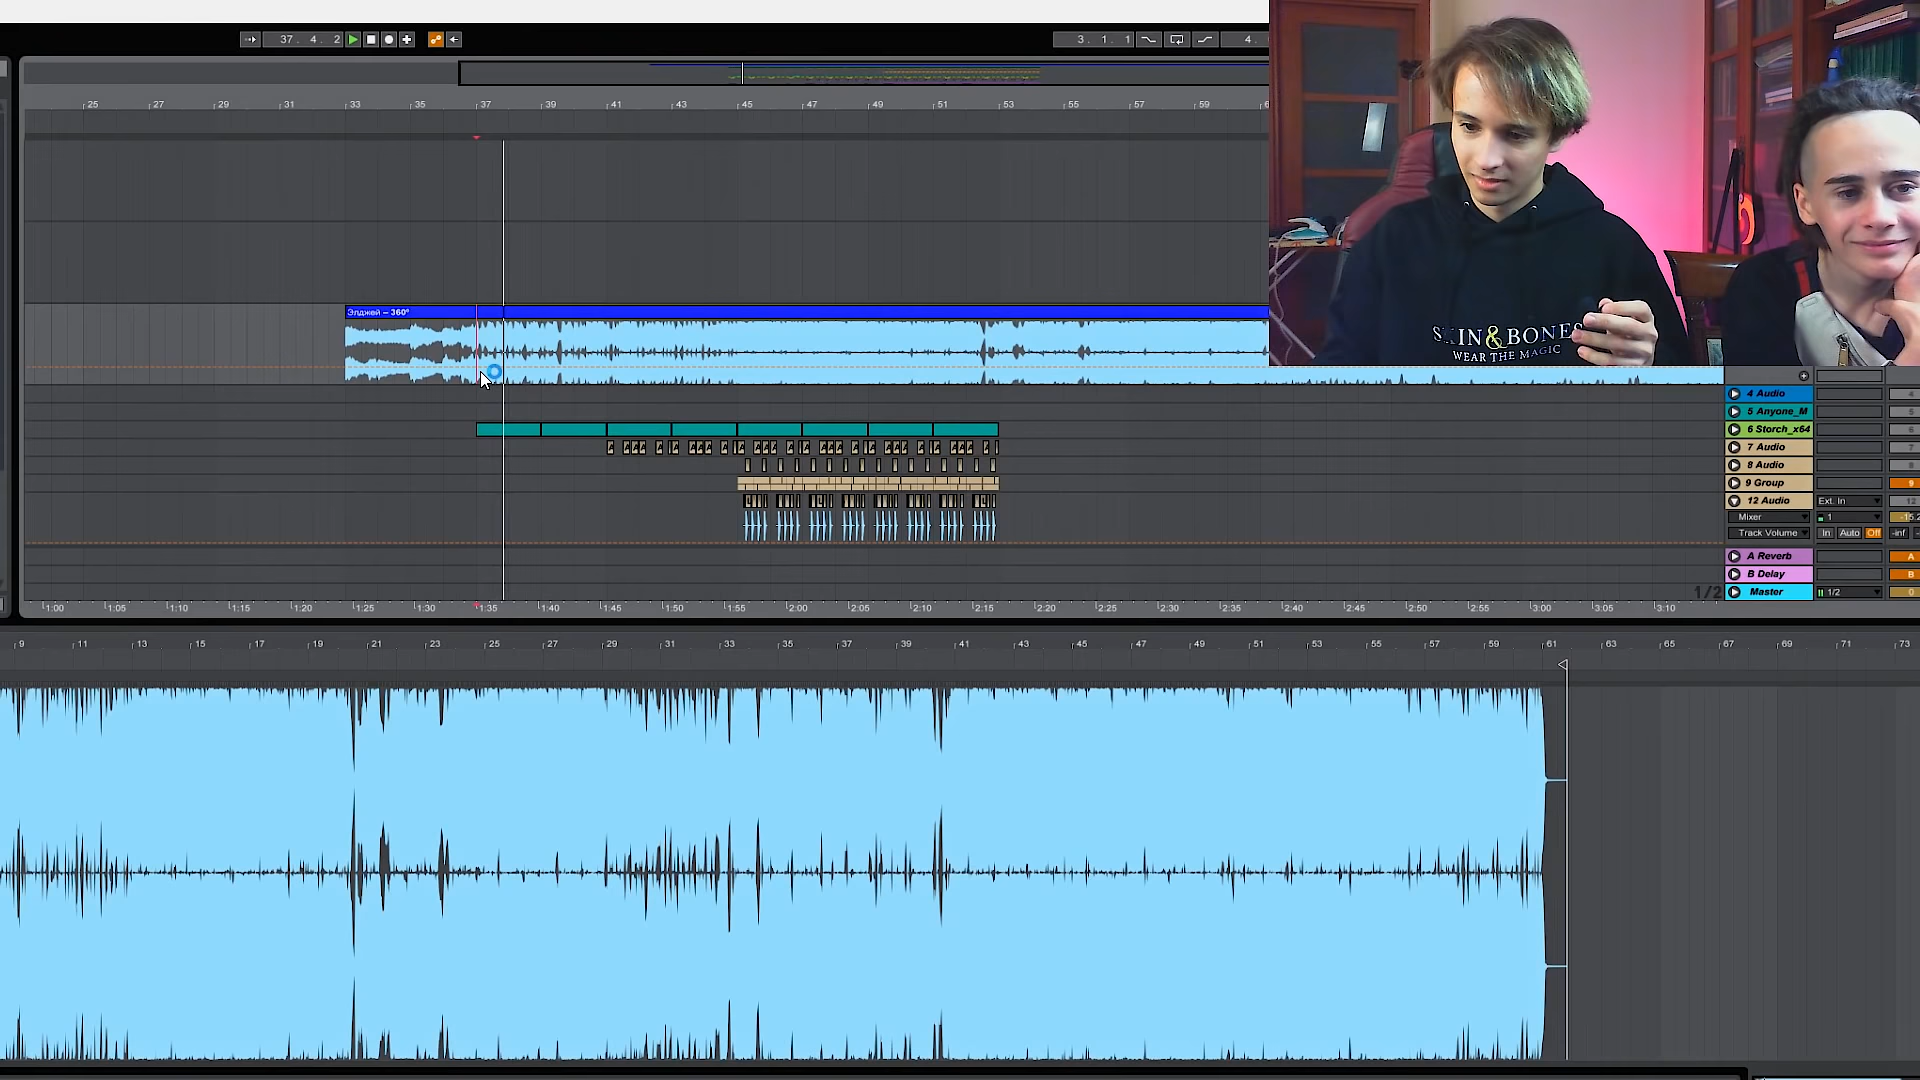 37. 4. 2
3. 1. 1
4.
25 27 29 31 33 35 37 39 41 43 45 47 49 51 53 55 57 59
Элджей – 360°
SKIN & BONES
WEAR THE MAGIC
4 Audio
5 Anyone_M
6 Storch_x64
7 Audio
8 Audio
9 Group 9
12 Audio Ext. In 12
Mixer 1
Track Volume In Auto Off -inf
A Reverb A
B Delay B
1/2 Master 1/2 0
1:00 1:05 1:10 1:15 1:20 1:25 1:30 1:35 1:40 1:45 1:50 1:55 2:00 2:05 2:10 2:15 2:20 2:25 2:30 2:35 2:40 2:45 2:50 2:55 3:00 3:05 3:10
9 11 13 15 17 19 21 23 25 27 29 31 33 35 37 39 41 43 45 47 49 51 53 55 57 59 61 63 65 67 69 71 73